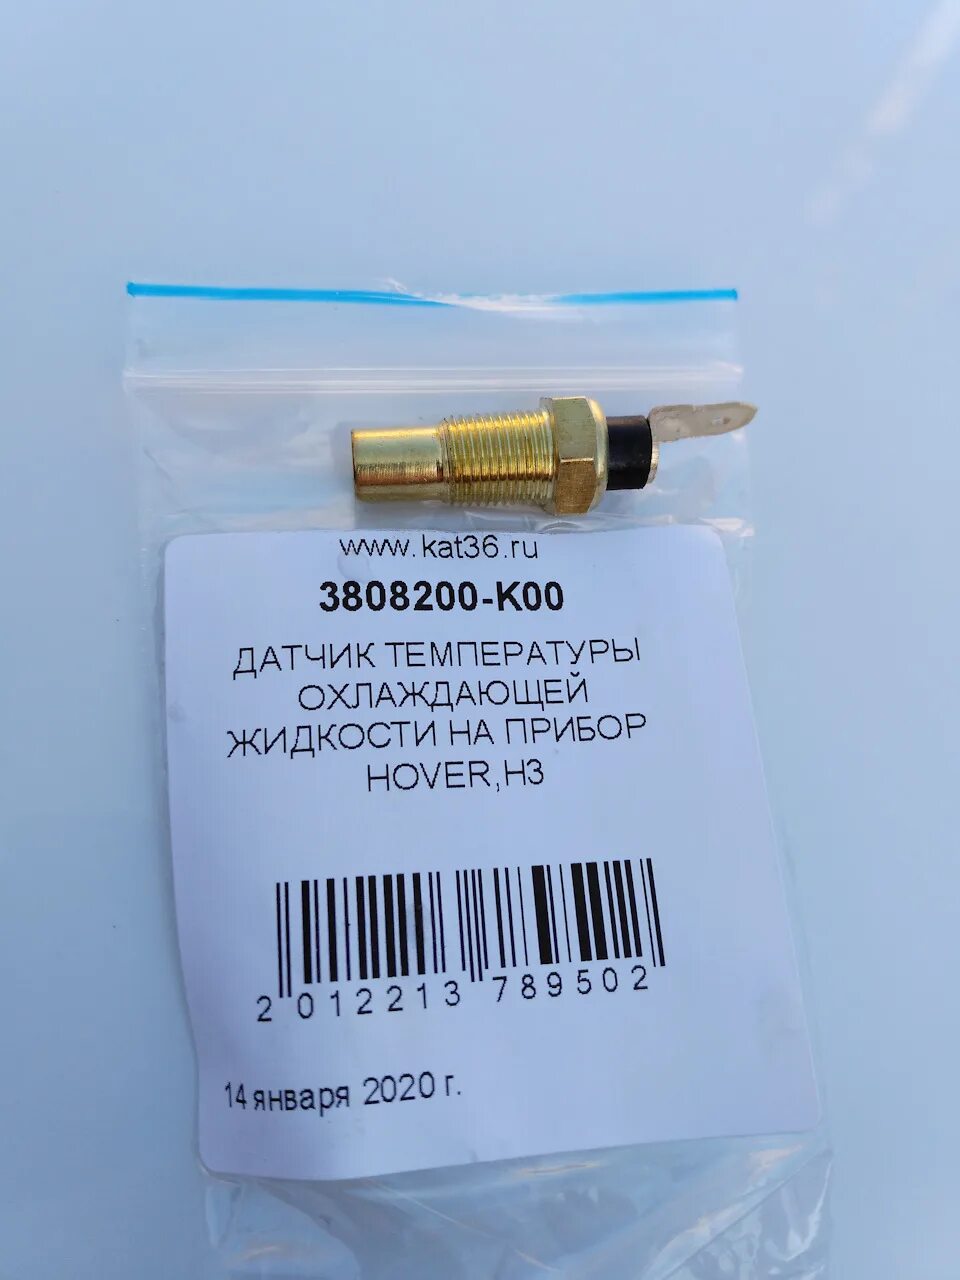 www.kat36.ru
3808200-K00
ДАТЧИК ТЕМПЕРАТУРЫ
ОХЛАЖДАЮЩЕЙ
ЖИДКОСТИ НА ПРИБОР
HOVER,H3
2 012213 789502
14 января 2020 г.